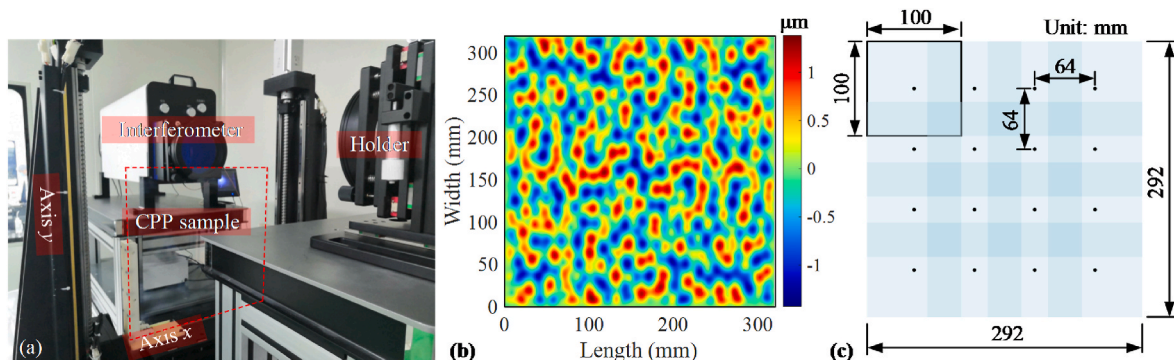 Interferometer
Holder
Axis y
CPP sample
Axis x
(a)
μm
300
250
200
150
100
50
0
0
100
200
300
1
0.5
0
-0.5
-1
Width (mm)
Length (mm)
(b)
Unit: mm
100
100
64
64
292
292
(c)